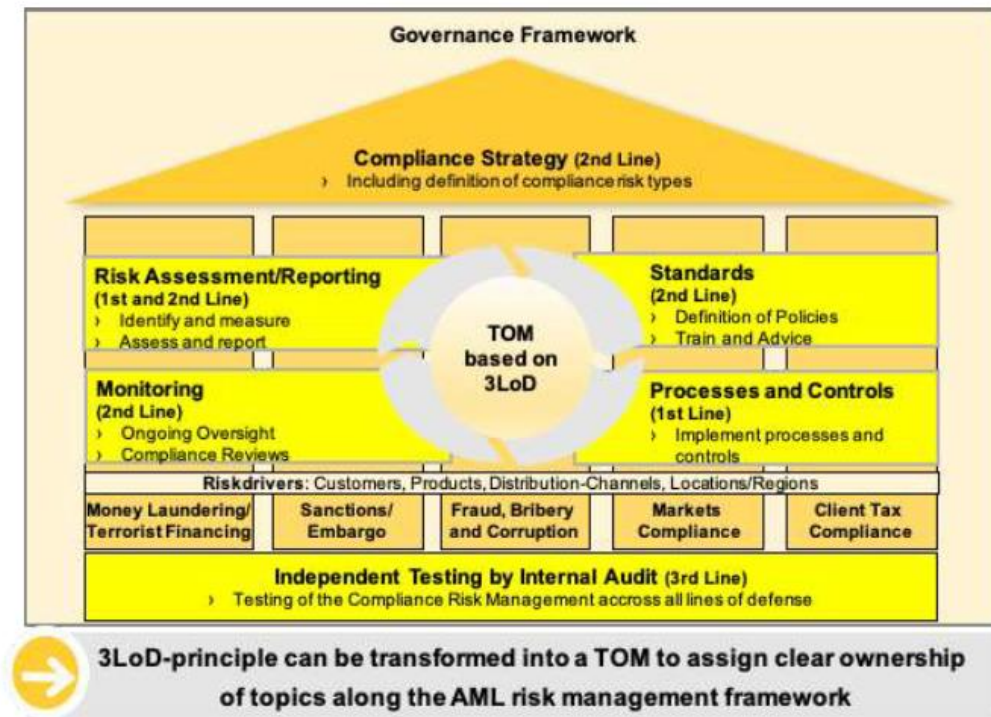 Governance Framework
Compliance Strategy (2nd Line)
› Including definition of compliance risk types
Risk Assessment/Reporting
(1st and 2nd Line)
› Identify and measure
› Assess and report
Standards
(2nd Line)
› Definition of Policies
› Train and Advice
TOM
based on
3LoD
Monitoring
(2nd Line)
› Ongoing Oversight
› Compliance Reviews
Processes and Controls
(1st Line)
› Implement processes and
controls
Riskdrivers: Customers, Products, Distribution-Channels, Locations/Regions
Money Laundering/
Terrorist Financing
Sanctions/
Embargo
Fraud, Bribery
and Corruption
Markets
Compliance
Client Tax
Compliance
Independent Testing by Internal Audit (3rd Line)
› Testing of the Compliance Risk Management accross all lines of defense
3LoD-principle can be transformed into a TOM to assign clear ownership
of topics along the AML risk management framework